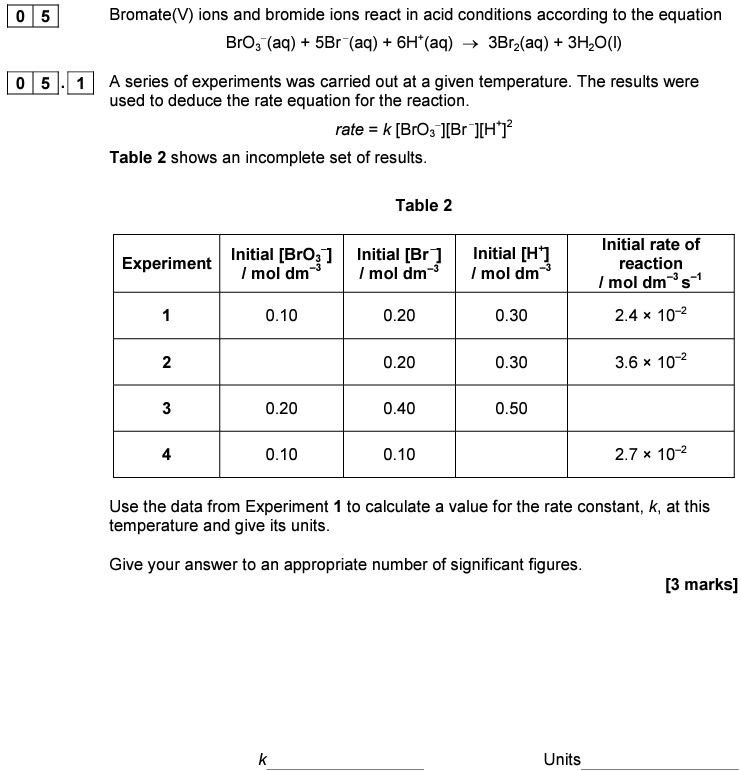 0 5 Bromate(V) ions and bromide ions react in acid conditions according to the equation
BrO₃⁻(aq) + 5Br⁻(aq) + 6H⁺(aq) → 3Br₂(aq) + 3H₂O(l)
0 5 . 1 A series of experiments was carried out at a given temperature. The results were
used to deduce the rate equation for the reaction.
rate = k [BrO₃⁻][Br⁻][H⁺]²
Table 2 shows an incomplete set of results.
Table 2
Experiment Initial [BrO₃⁻] / mol dm⁻³ Initial [Br⁻] / mol dm⁻³ Initial [H⁺] / mol dm⁻³ Initial rate of reaction / mol dm⁻³ s⁻¹
1 0.10 0.20 0.30 2.4 × 10⁻²
2 0.20 0.30 3.6 × 10⁻²
3 0.20 0.40 0.50
4 0.10 0.10 2.7 × 10⁻²
Use the data from Experiment 1 to calculate a value for the rate constant, k, at this
temperature and give its units.
Give your answer to an appropriate number of significant figures.
[3 marks]
k Units